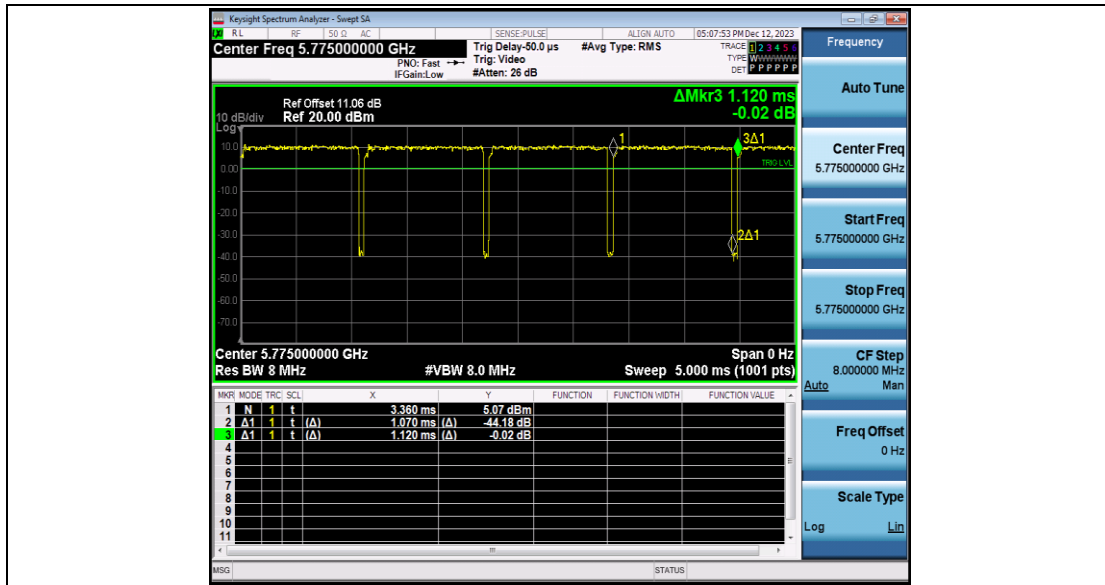 Keysight Spectrum Analyzer - Swept SA
RL RF 50 Ω AC SENSE:PULSE ALIGN AUTO 05:07:53 PM Dec 12, 2023
Center Freq 5.775000000 GHz Trig Delay-50.0 µs #Avg Type: RMS TRACE 1 2 3 4 5 6
PNO: Fast Trig: Video TYPE WWWWWW
IFGain:Low #Atten: 26 dB DET P P P P P P
Frequency
ΔMkr3 1.120 ms
-0.02 dB
Ref Offset 11.06 dB
10 dB/div Ref 20.00 dBm
Log
10.0
0.00
-10.0
-20.0
-30.0
-40.0
-50.0
-60.0
-70.0
1
3Δ1
TRIG LVL
2Δ1
Center 5.775000000 GHz Span 0 Hz
Res BW 8 MHz #VBW 8.0 MHz Sweep 5.000 ms (1001 pts)
MKR MODE TRC SCL X Y FUNCTION FUNCTION WIDTH FUNCTION VALUE
1 N 1 t 3.360 ms 5.07 dBm
2 Δ1 1 t (Δ) 1.070 ms (Δ) -44.18 dB
3 Δ1 1 t (Δ) 1.120 ms (Δ) -0.02 dB
4
5
6
7
8
9
10
11
MSG STATUS
Auto Tune
Center Freq
5.775000000 GHz
Start Freq
5.775000000 GHz
Stop Freq
5.775000000 GHz
CF Step
8.000000 MHz
Auto Man
Freq Offset
0 Hz
Scale Type
Log Lin